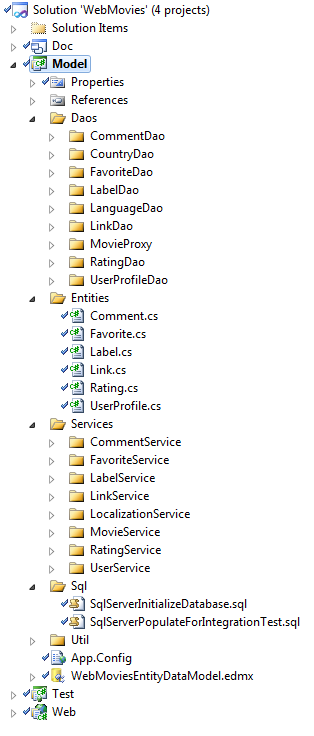 Solution 'WebMovies' (4 projects)
Solution Items
Doc
Model
Properties
References
Daos
CommentDao
CountryDao
FavoriteDao
LabelDao
LanguageDao
LinkDao
MovieProxy
RatingDao
UserProfileDao
Entities
Comment.cs
Favorite.cs
Label.cs
Link.cs
Rating.cs
UserProfile.cs
Services
CommentService
FavoriteService
LabelService
LinkService
LocalizationService
MovieService
RatingService
UserService
Sql
SqlServerInitializeDatabase.sql
SqlServerPopulateForIntegrationTest.sql
Util
App.Config
WebMoviesEntityDataModel.edmx
Test
Web